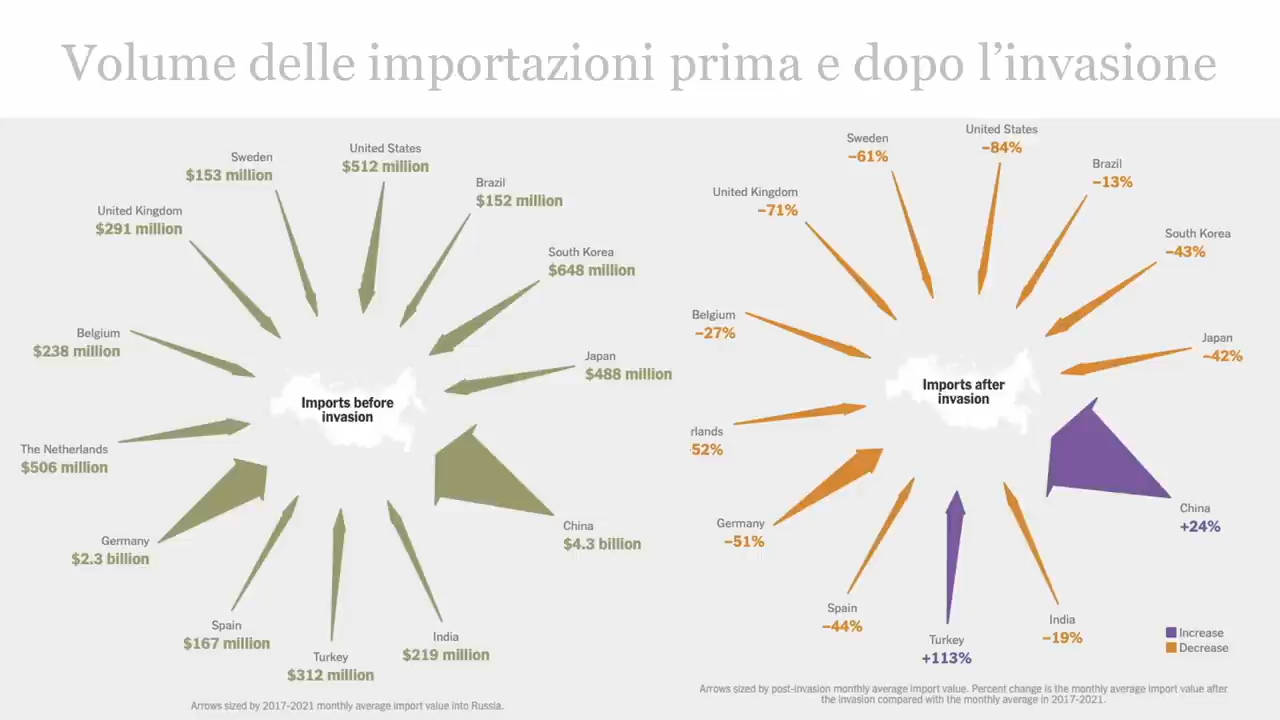 Volume delle importazioni prima e dopo l'invasione
Sweden
$153 million
United States
$512 million
Brazil
$152 million
United Kingdom
$291 million
South Korea
$648 million
Belgium
$238 million
Japan
$488 million
Imports before
invasion
The Netherlands
$506 million
Germany
$2.3 billion
China
$4.3 billion
Spain
$167 million
Turkey
$312 million
India
$219 million
Arrows sized by 2017-2021 monthly average import value into Russia.
Sweden
–61%
United States
–84%
Brazil
–13%
United Kingdom
–71%
South Korea
–43%
Belgium
–27%
Japan
–42%
Imports after
invasion
rlands
52%
Germany
–51%
China
+24%
Spain
–44%
Turkey
+113%
India
–19%
Increase
Decrease
Arrows sized by post-invasion monthly average import value. Percent change is the monthly average import value after
the invasion compared with the monthly average in 2017-2021.